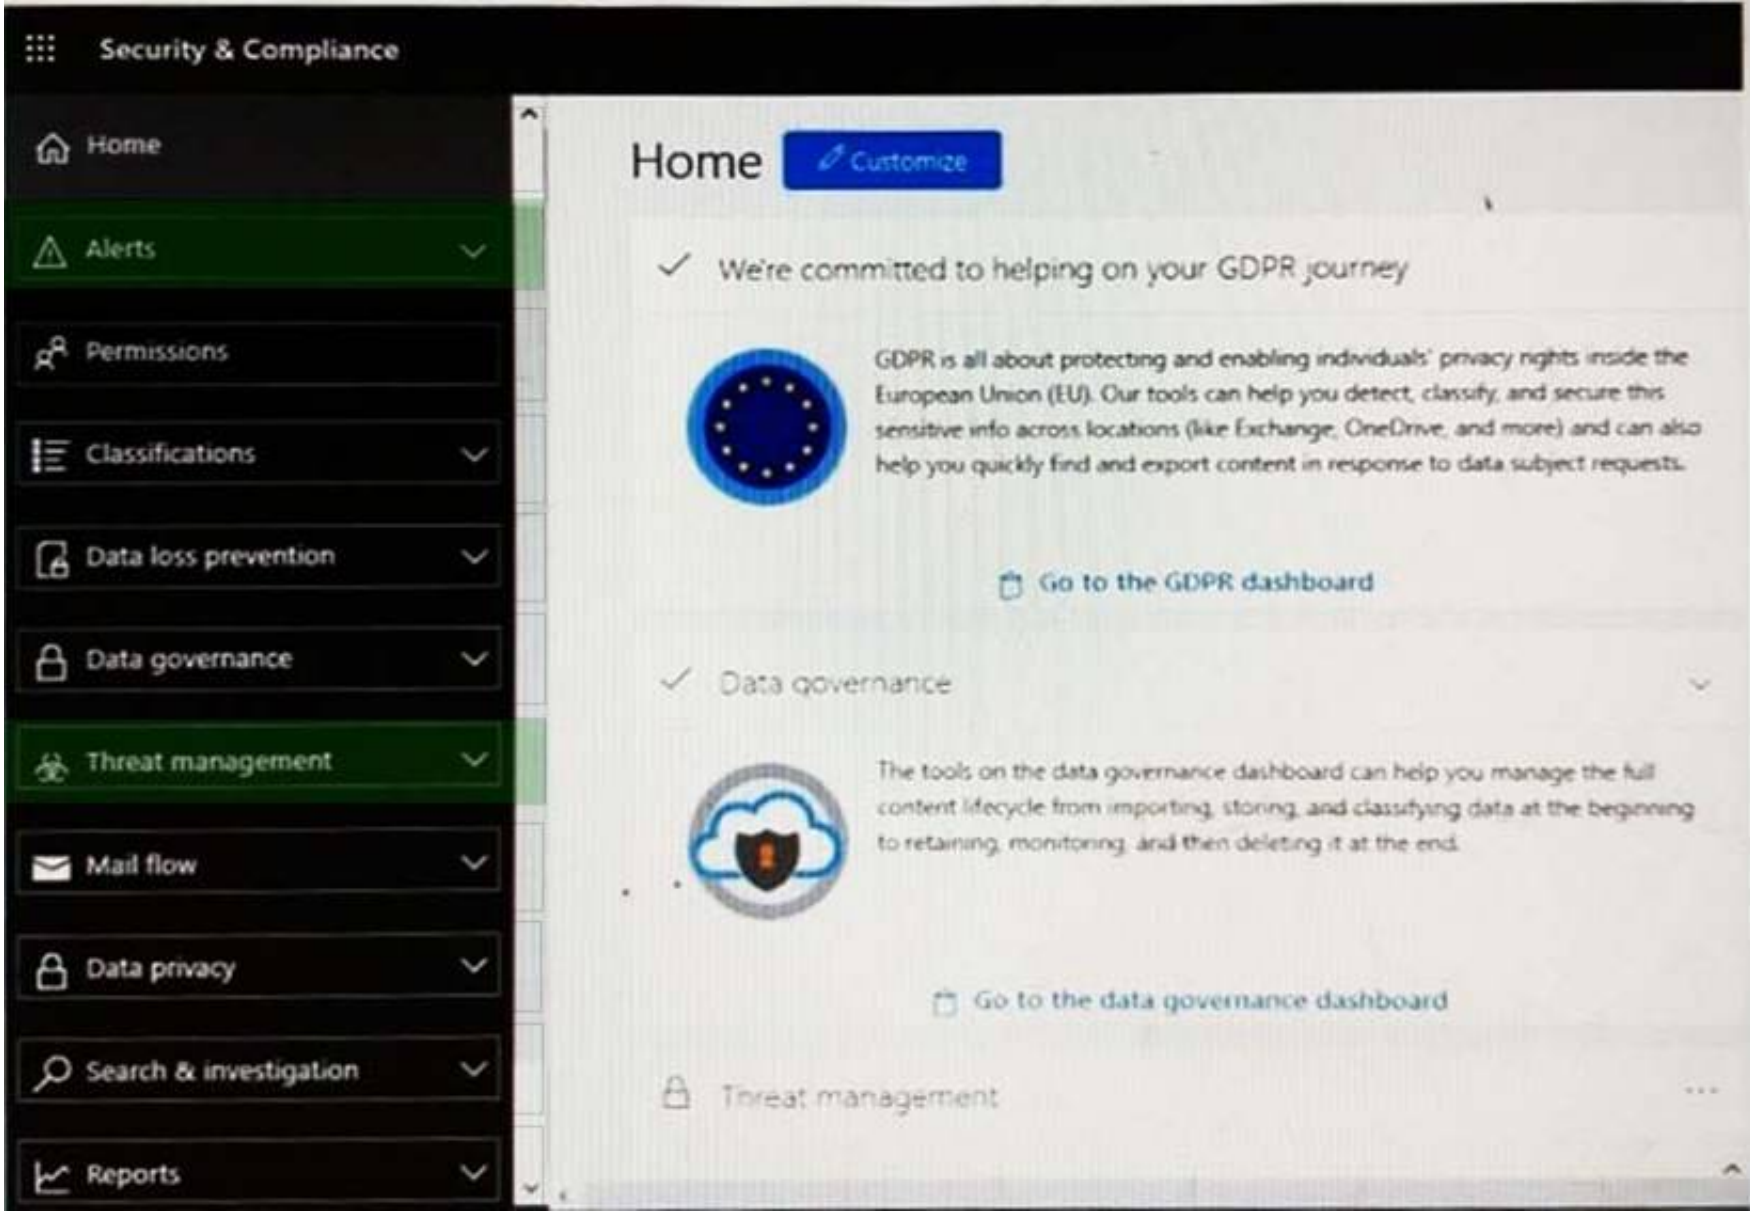 Security & Compliance
Home
Alerts
Permissions
Classifications
Data loss prevention
Data governance
Threat management
Mail flow
Data privacy
Search & investigation
Reports
Home
Customize
We're committed to helping on your GDPR journey
GDPR is all about protecting and enabling individuals' privacy rights inside the
European Union (EU). Our tools can help you detect, classify, and secure this
sensitive info across locations (like Exchange, OneDrive, and more) and can also
help you quickly find and export content in response to data subject requests.
Go to the GDPR dashboard
Data governance
The tools on the data governance dashboard can help you manage the full
content lifecycle from importing, storing, and classifying data at the beginning
to retaining, monitoring, and then deleting it at the end.
Go to the data governance dashboard
Threat management
...